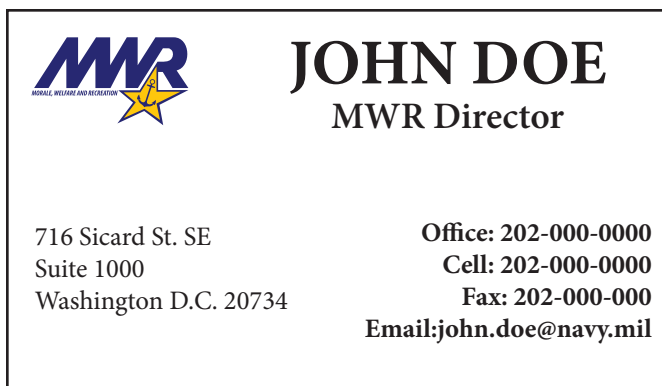 MWR
MORALE, WELFARE AND RECREATION
JOHN DOE
MWR Director
716 Sicard St. SE
Suite 1000
Washington D.C. 20734
Office: 202-000-0000
Cell: 202-000-0000
Fax: 202-000-000
Email:john.doe@navy.mil